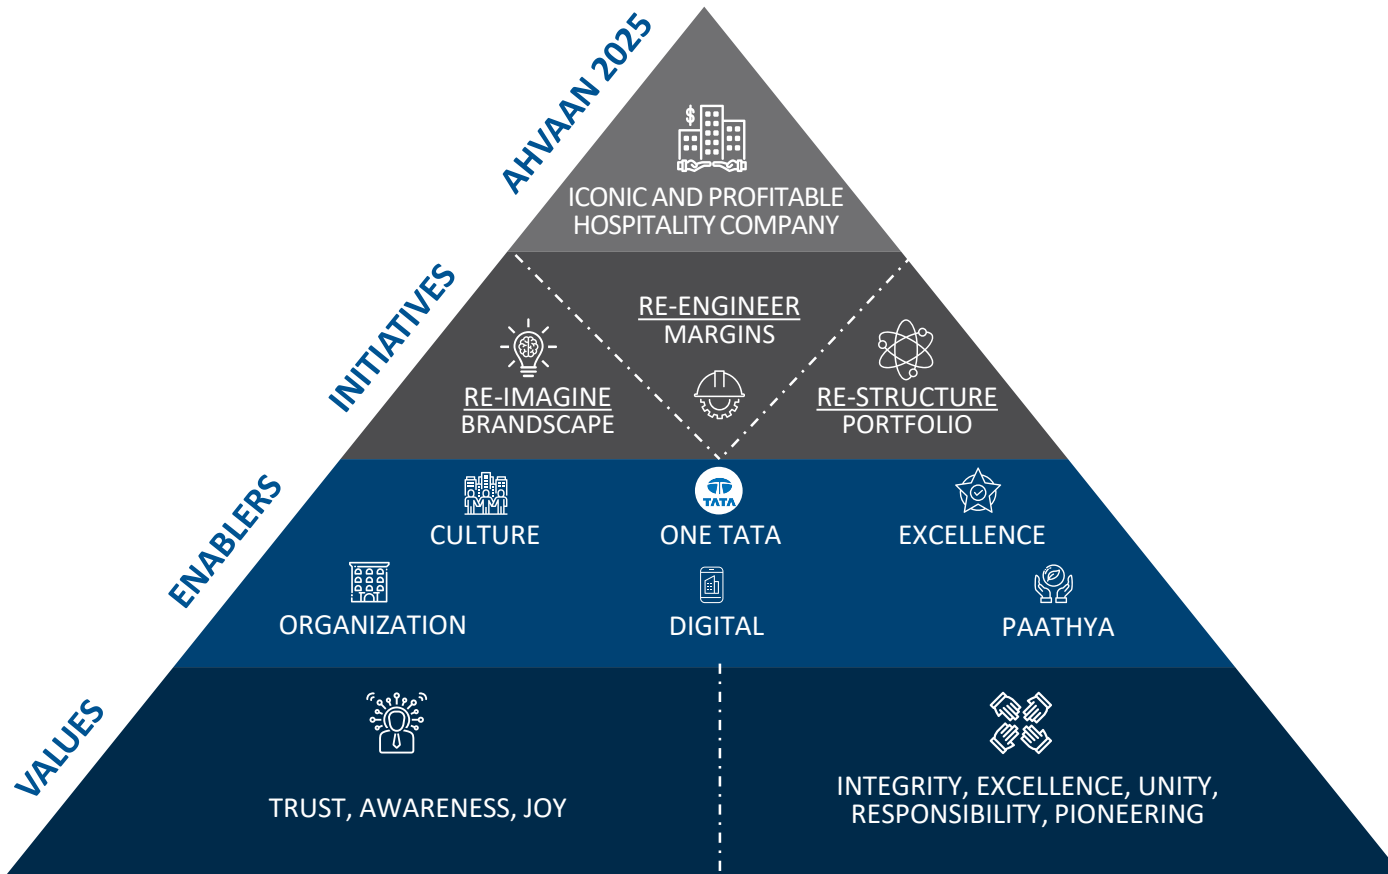 AHVAAN 2025
$
ICONIC AND PROFITABLE
HOSPITALITY COMPANY
INITIATIVES
RE-ENGINEER
MARGINS
RE-IMAGINE
BRANDSCAPE
RE-STRUCTURE
PORTFOLIO
ENABLERS
TATA
CULTURE
ONE TATA
EXCELLENCE
ORGANIZATION
DIGITAL
PAATHYA
VALUES
TRUST, AWARENESS, JOY
INTEGRITY, EXCELLENCE, UNITY,
RESPONSIBILITY, PIONEERING